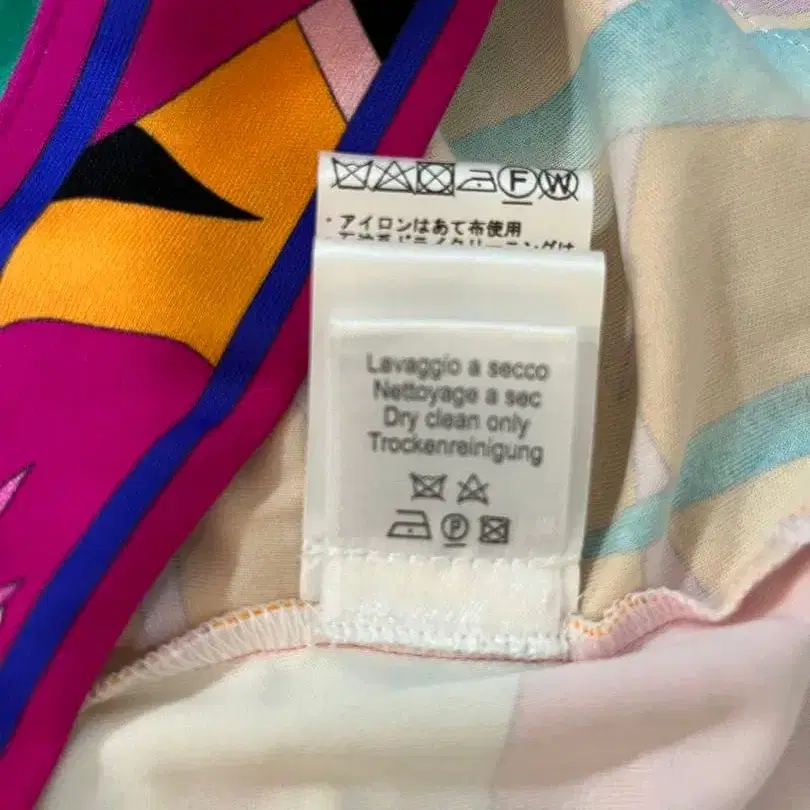 F W
・アイロンはあて布使用
Lavaggio a secco
Nettoyage a sec
Dry clean only
Trockenreinigung
P